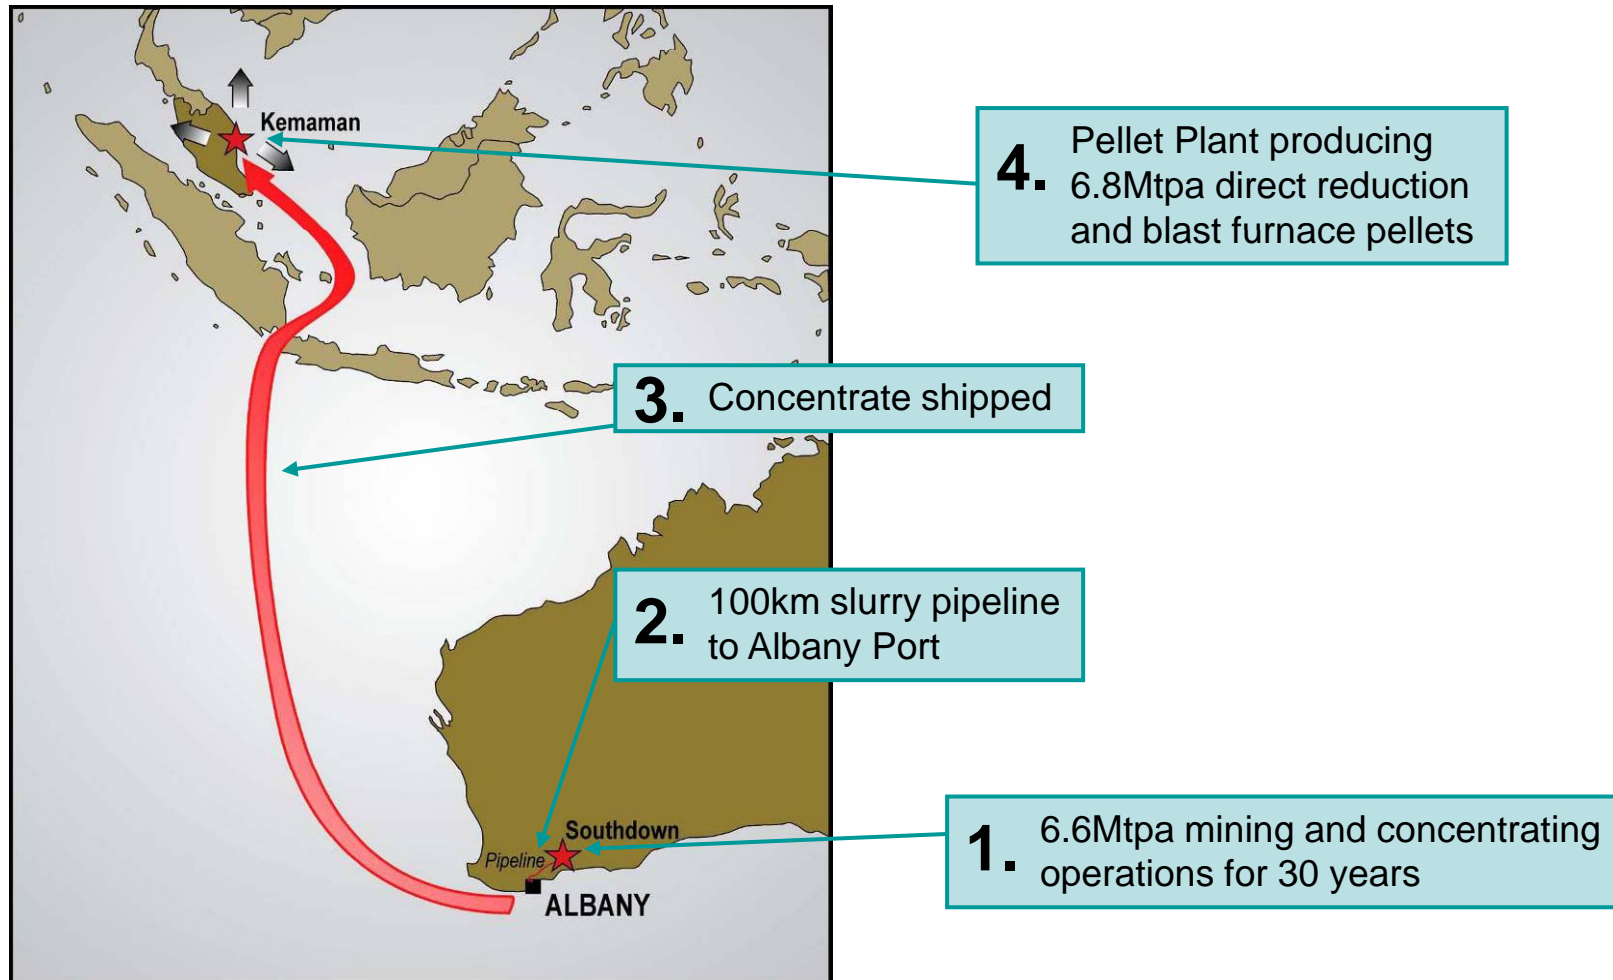 Kemaman
4. Pellet Plant producing
6.8Mtpa direct reduction
and blast furnace pellets
3. Concentrate shipped
2. 100km slurry pipeline
to Albany Port
Southdown
Pipeline
ALBANY
1. 6.6Mtpa mining and concentrating
operations for 30 years